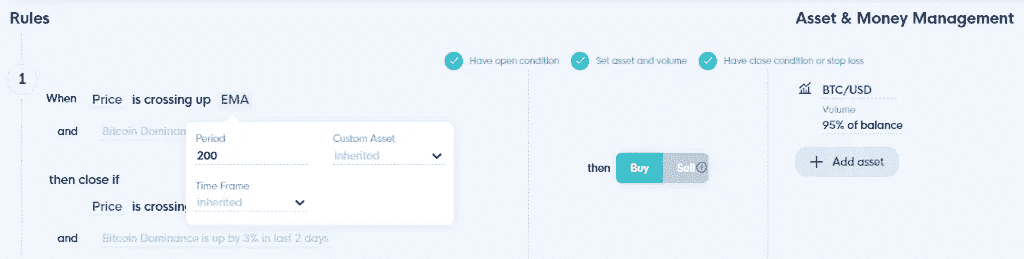 Rules
Asset & Money Management
Have open condition
Set asset and volume
Have close condition or stop loss
1
When Price is crossing up EMA
and Bitcoin Dominan
Period
200
Custom Asset
inherited
Time Frame
inherited
then close if
Price is crossing
and Bitcoin Dominance is up by 3% in last 2 days
then Buy Sell
BTC/USD
Volume
95% of balance
+ Add asset